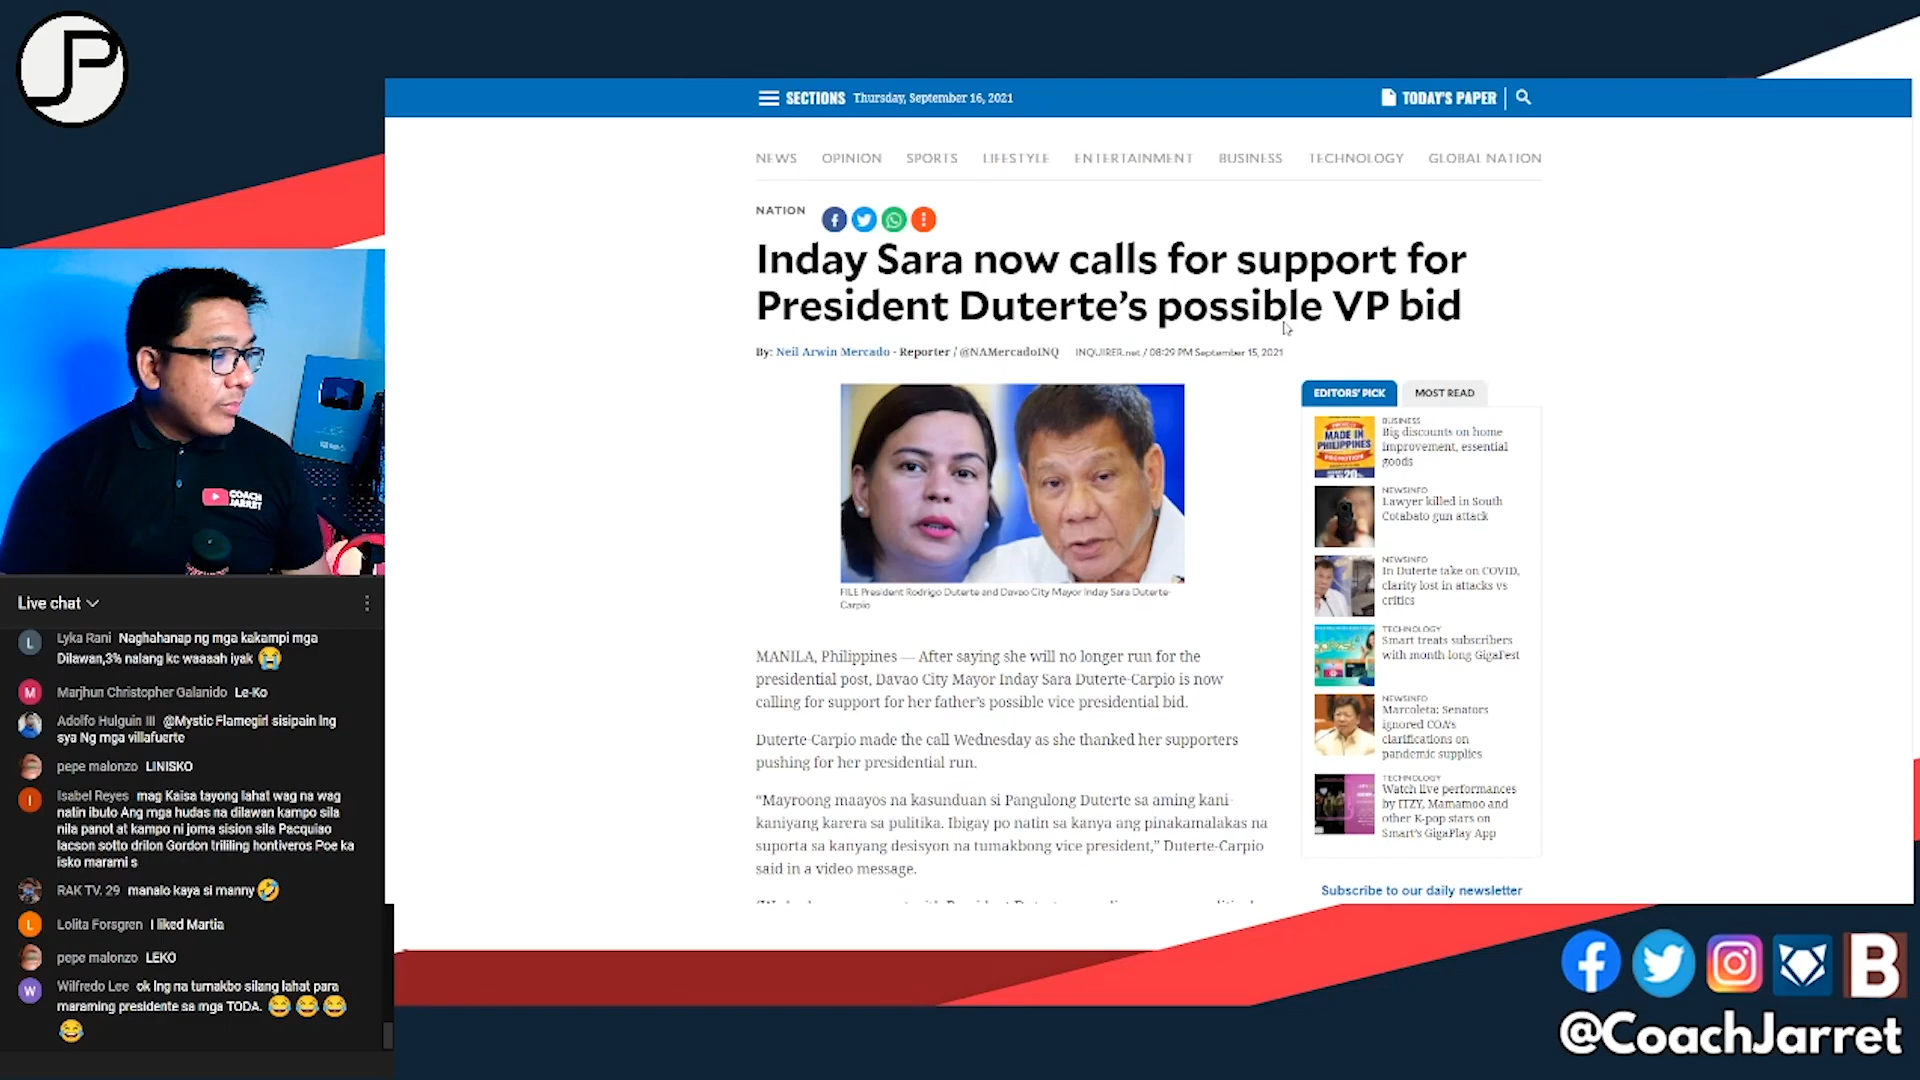 JP
SECTIONS Thursday, September 16, 2021
TODAY'S PAPER
NEWS OPINION SPORTS LIFESTYLE ENTERTAINMENT BUSINESS TECHNOLOGY GLOBAL NATION
NATION
Inday Sara now calls for support for
President Duterte's possible VP bid
By: Neil Arwin Mercado - Reporter / @NAMercadoINQ INQUIRER.net / 08:29 PM September 15, 2021
FILE President Rodrigo Duterte and Davao City Mayor Inday Sara Duterte-
Carpio
MANILA, Philippines — After saying she will no longer run for the
presidential post, Davao City Mayor Inday Sara Duterte-Carpio is now
calling for support for her father's possible vice presidential bid.
Duterte-Carpio made the call Wednesday as she thanked her supporters
pushing for her presidential run.
“Mayroong maayos na kasunduan si Pangulong Duterte sa aming kani-
kaniyang karera sa pulitika. Ibigay po natin sa kanya ang pinakamalakas na
suporta sa kanyang desisyon na tumakbong vice president,” Duterte-Carpio
said in a video message.
EDITORS' PICK
MOST READ
MADE IN
PHILIPPINES
PROMOTION
BUSINESS
Big discounts on home
improvement, essential
goods
NEWSINFO
Lawyer killed in South
Cotabato gun attack
NEWSINFO
In Duterte take on COVID,
clarity lost in attacks vs
critics
TECHNOLOGY
Smart treats subscribers
with month long GigaFest
NEWSINFO
Marcoleta: Senators
ignored COA's
clarifications on
pandemic supplies
TECHNOLOGY
Watch live performances
by ITZY, Mamamoo and
other K-pop stars on
Smart's GigaPlay App
Subscribe to our daily newsletter
COACH
JARRET
Live chat
L Lyka Rani Naghahanap ng mga kakampi mga
Dilawan,3% nalang kc waaaah iyak 😭
M Marjhun Christopher Galanido Le-Ko
Adolfo Hulguin III @Mystic Flamegirl sisipain lng
sya Ng mga villafuerte
pepe malonzo LINISKO
I Isabel Reyes mag Kaisa tayong lahat wag na wag
natin ibuto Ang mga hudas na dilawan kampo sila
nila panot at kampo ni joma sision sila Pacquiao
lacson sotto drilon Gordon trililing hontiveros Poe ka
isko marami s
RAK TV. 29 manalo kaya si manny 🤣
L Lolita Forsgren I liked Martia
pepe malonzo LEKO
W Wilfredo Lee ok lng na tumakbo silang lahat para
maraming presidente sa mga TODA. 😂😂😂
😂
B
@CoachJarret